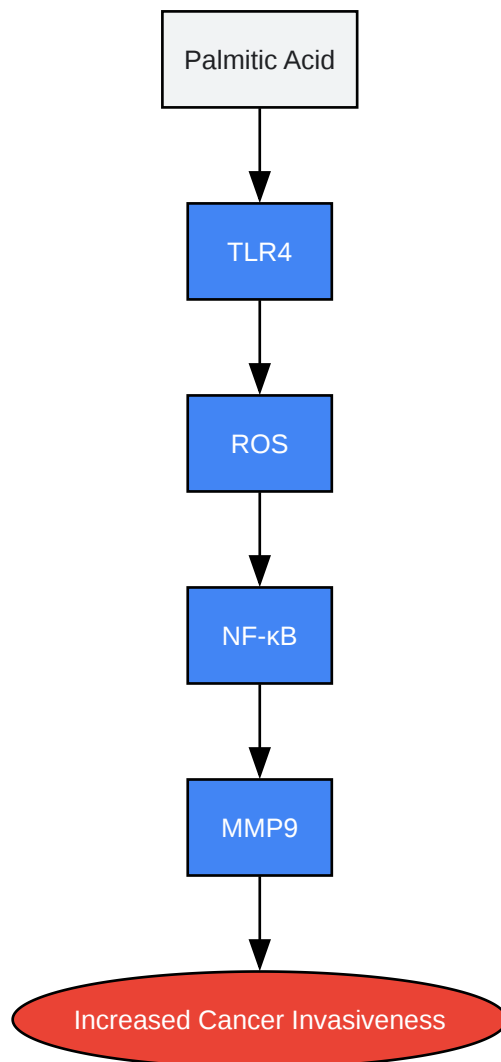 Palmitic Acid
TLR4
ROS
NF-κB
MMP9
Increased Cancer Invasiveness